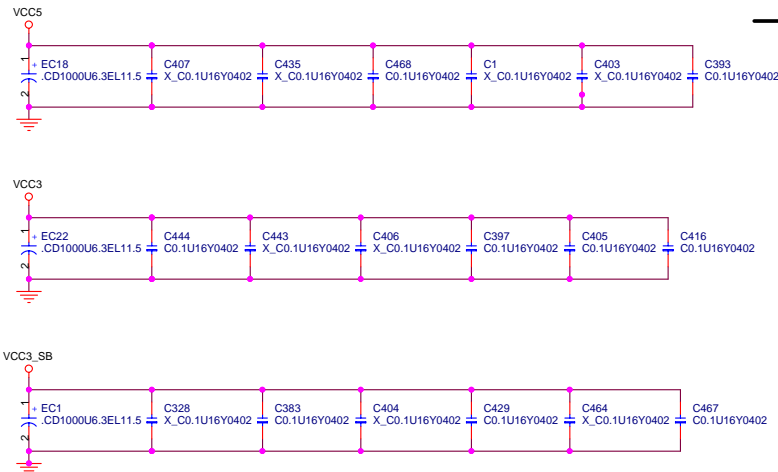 VCC5
1 + EC18 C407 C435 C468 C1 C403 C393
2 .CD1000U6.3EL11.5 X_C0.1U16Y0402 X_C0.1U16Y0402 C0.1U16Y0402 X_C0.1U16Y0402 X_C0.1U16Y0402 C0.1U16Y0402
VCC3
1 + EC22 C444 C443 C406 C397 C405 C416
2 .CD1000U6.3EL11.5 C0.1U16Y0402 X_C0.1U16Y0402 X_C0.1U16Y0402 C0.1U16Y0402 C0.1U16Y0402 C0.1U16Y0402
VCC3_SB
1 + EC1 C328 C383 C404 C429 C464 C467
2 .CD1000U6.3EL11.5 X_C0.1U16Y0402 C0.1U16Y0402 X_C0.1U16Y0402 C0.1U16Y0402 X_C0.1U16Y0402 C0.1U16Y0402